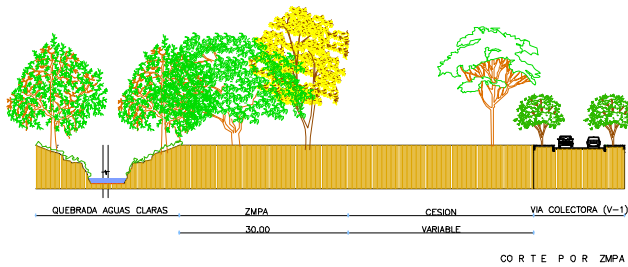 QUEBRADA AGUAS CLARAS ZMPA CESION VIA COLECTORA (V-1)
30.00 VARIABLE
CORTE POR ZMPA